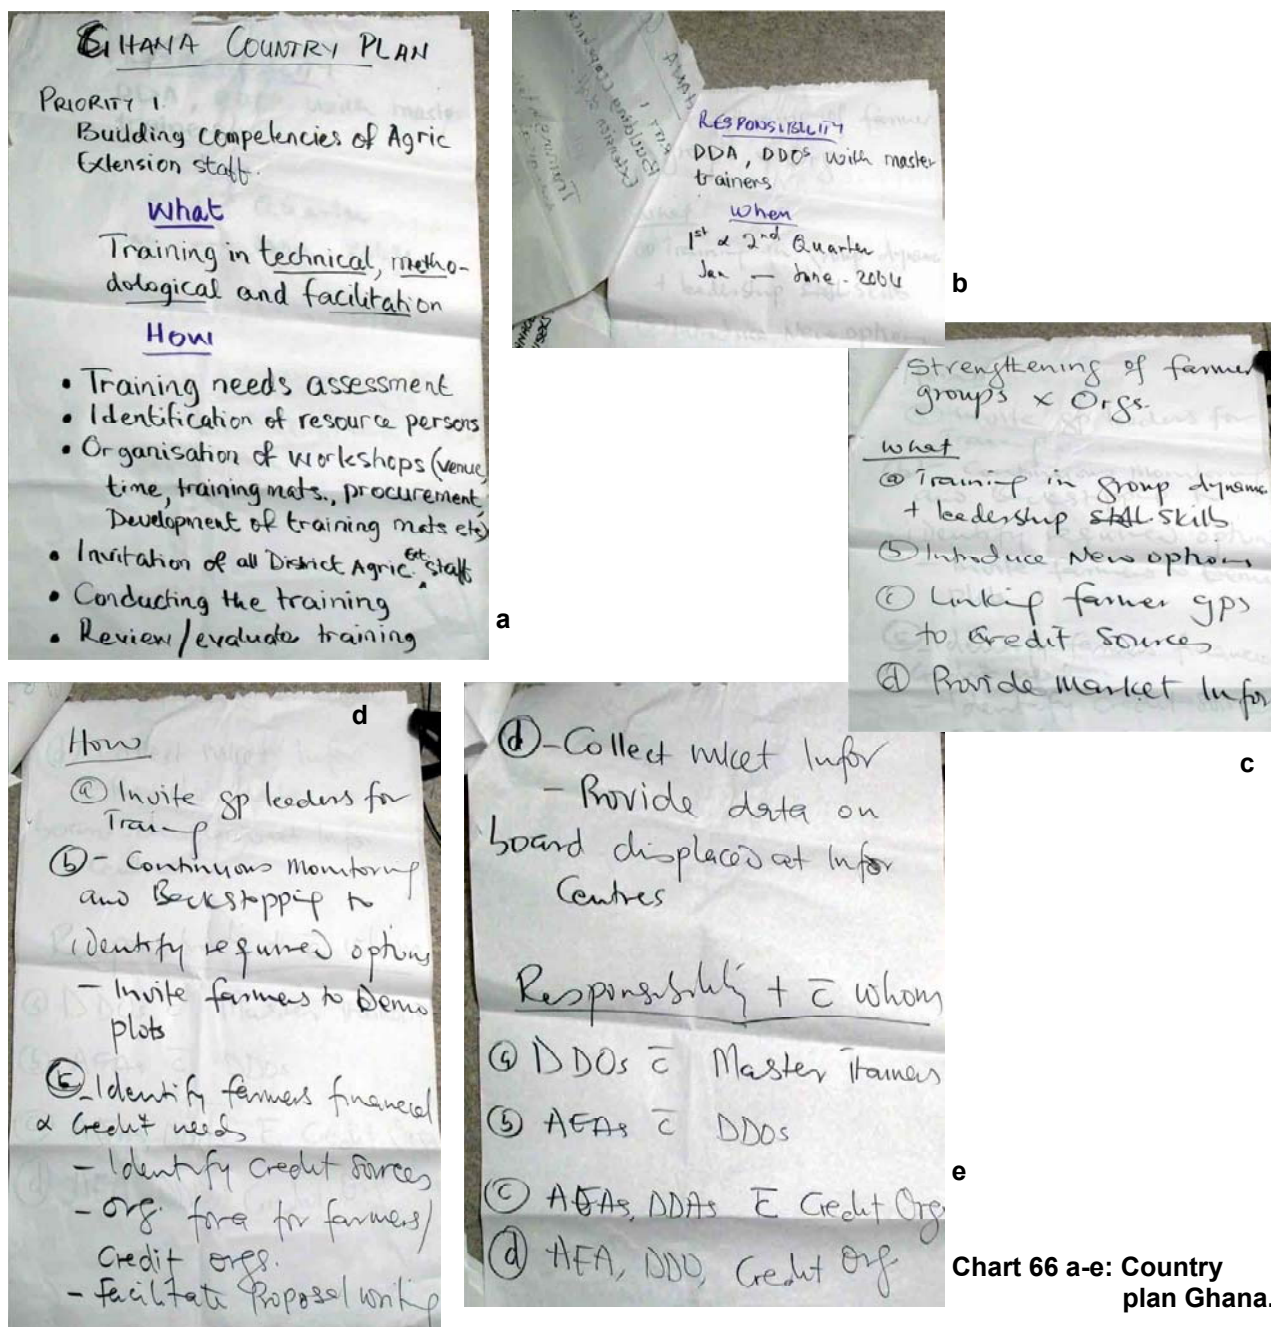 GHANA COUNTRY PLAN
PRIORITY 1.
Building Competencies of Agric
Extension staff.
What
Training in technical, metho-
dological and facilitation
How
• Training needs assessment
• Identification of resource persons
• Organisation of workshops (venue,
time, training mats., procurement,
Development of training mats etc)
• Invitation of all District Agric. Ext. staff
• Conducting the training
• Review/evaluate training
a
RESPONSIBILITY
DDA, DDOs with master
trainers
When
1st & 2nd Quarter
Jan — June. 2004
b
Strengthening of farmer
groups x Orgs.
What
(a) Training in group dynamic
+ leadership skills
(b) Introduce New options
(c) Linking farmer gps
to credit sources
(d) Provide Market Infor
c
d
How
(a) Invite gp leaders for
Training
(b) - Continuous monitoring
and Backstopping to
identify required options
- Invite farmers to Demo
plots
(c) - Identify farmers financial
& Credit needs
- Identify Credit Sources
- Org. fora for farmers/
Credit orgs.
- Facilitate Proposal writing
(d) - Collect mket Infor
- Provide data on
board displaced at Infor
Centres
Responsibility + c̄ whom
(a) DDOs c̄ Master trainers
(b) AEAs c̄ DDOs
(c) AEAs, DDAs c̄ Credit Orgs
(d) AEA, DDO, Credit Org
e
Chart 66 a-e: Country
plan Ghana.